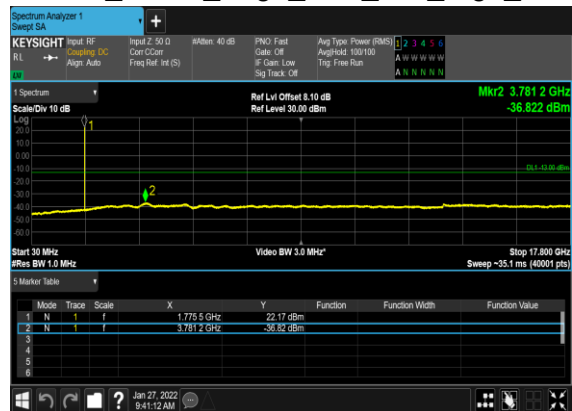 Spectrum Analyzer 1
Swept SA
KEYSIGHT
RL
Input: RF
Coupling: DC
Align: Auto
Input Z: 50 Ω
Corr CCorr
Freq Ref: Int (S)
#Atten: 40 dB
PNO: Fast
Gate: Off
IF Gain: Low
Sig Track: Off
Avg Type: Power (RMS)
Avg|Hold: 100/100
Trig: Free Run
1 2 3 4 5 6
A W W W W W
A N N N N N
1 Spectrum
Scale/Div 10 dB
Ref Lvl Offset 8.10 dB
Ref Level 30.00 dBm
Mkr2 3.781 2 GHz
-36.822 dBm
Log
20.0
10.0
0.00
-10.0
-20.0
-30.0
-40.0
-50.0
-60.0
1
2
DL1 -13.00 dBm
Start 30 MHz
#Res BW 1.0 MHz
Video BW 3.0 MHz*
Stop 17.800 GHz
Sweep ~35.1 ms (40001 pts)
5 Marker Table
Mode Trace Scale X Y Function Function Width Function Value
1 N 1 f 1.775 5 GHz 22.17 dBm
2 N 1 f 3.781 2 GHz -36.82 dBm
3
4
5
6
?
Jan 27, 2022
9:41:12 AM